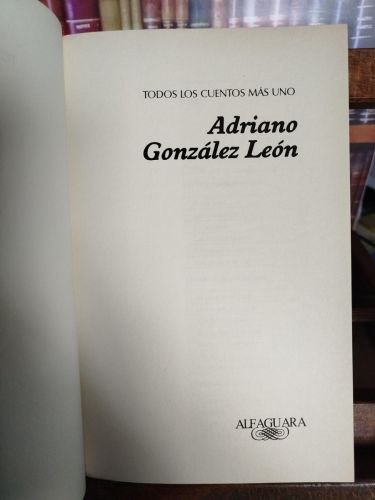 TODOS LOS CUENTOS MÁS UNO
Adriano
González León
ALFAGUARA